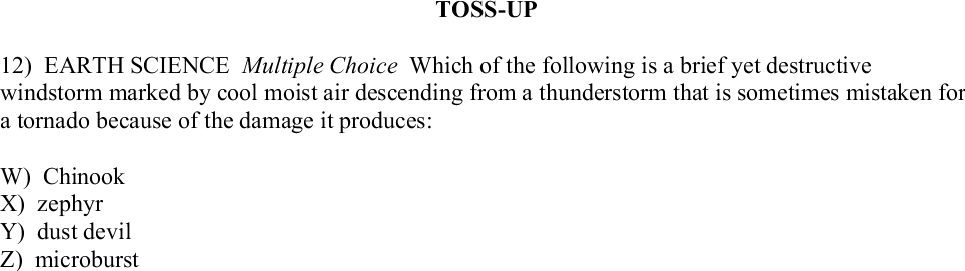 TOSS-UP
12) EARTH SCIENCE Multiple Choice Which of the following is a brief yet destructive
windstorm marked by cool moist air descending from a thunderstorm that is sometimes mistaken for
a tornado because of the damage it produces:
W) Chinook
X) zephyr
Y) dust devil
Z) microburst